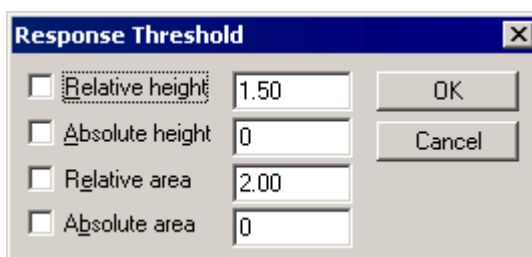 Response Threshold
Relative height 1.50 OK
Absolute height 0 Cancel
Relative area 2.00
Absolute area 0